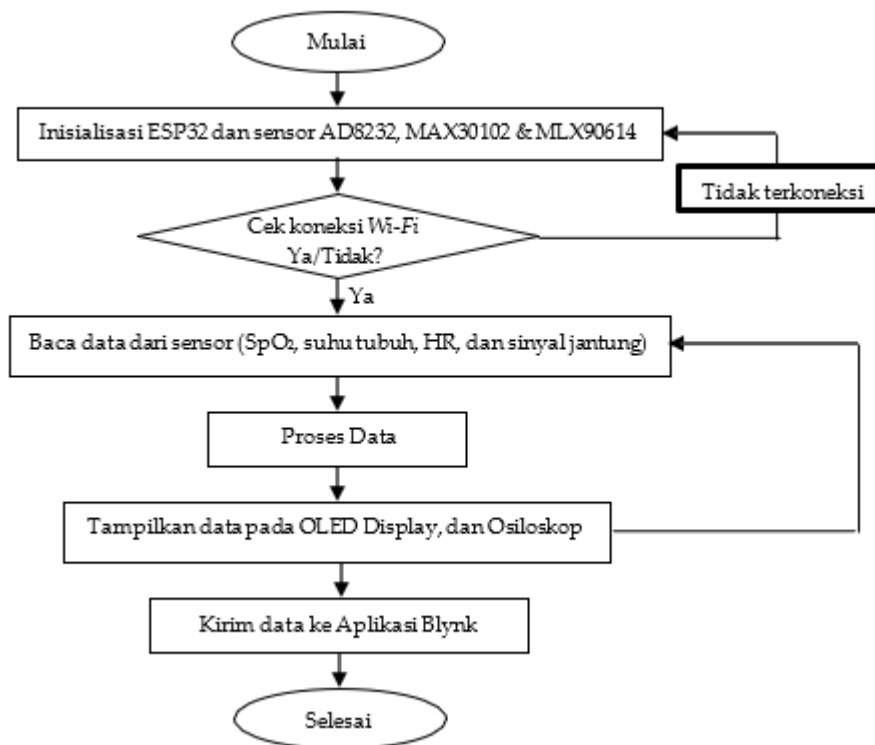 Mulai
Inisialisasi ESP32 dan sensor AD8232, MAX30102 & MLX90614
Tidak terkoneksi
Cek koneksi Wi-Fi
Ya/Tidak?
Ya
Baca data dari sensor (SpO₂, suhu tubuh, HR, dan sinyal jantung)
Proses Data
Tampilkan data pada OLED Display, dan Osiloskop
Kirim data ke Aplikasi Blynk
Selesai